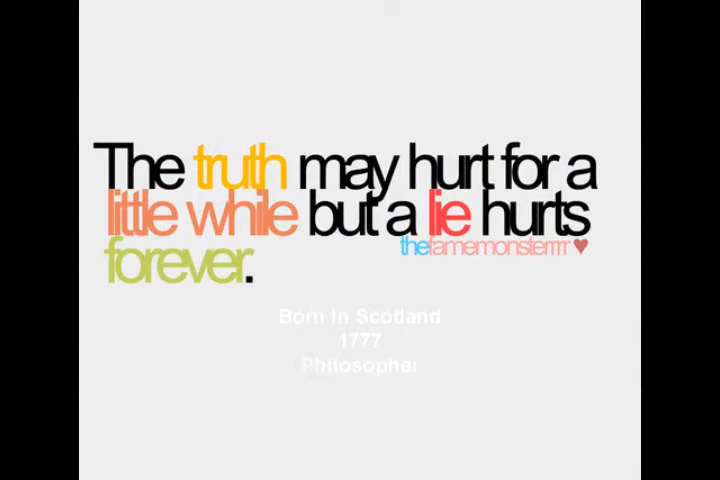 The truth may hurt for a
little while but a lie hurts
thefamemonsterrrr ♥
forever.
Born In Scotland
1777
Philosopher